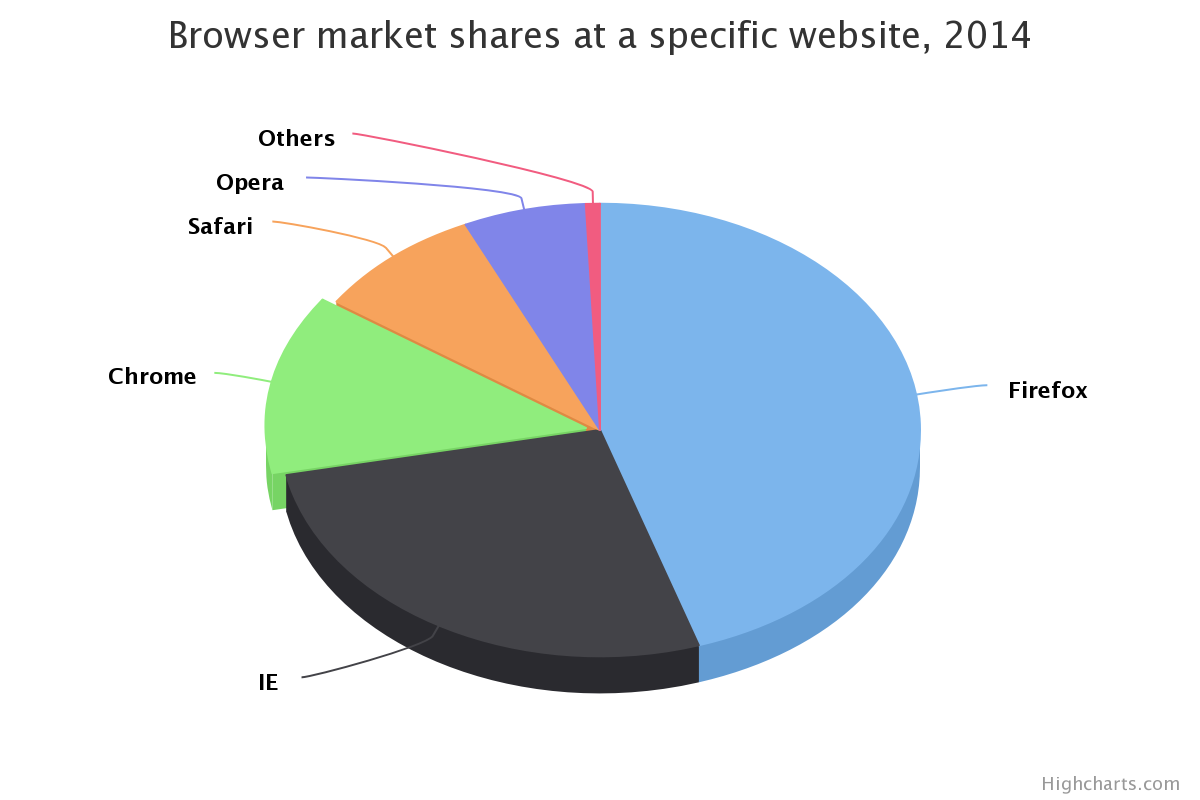 Browser market shares at a specific website, 2014
Others
Opera
Safari
Chrome
Firefox
IE
Highcharts.com